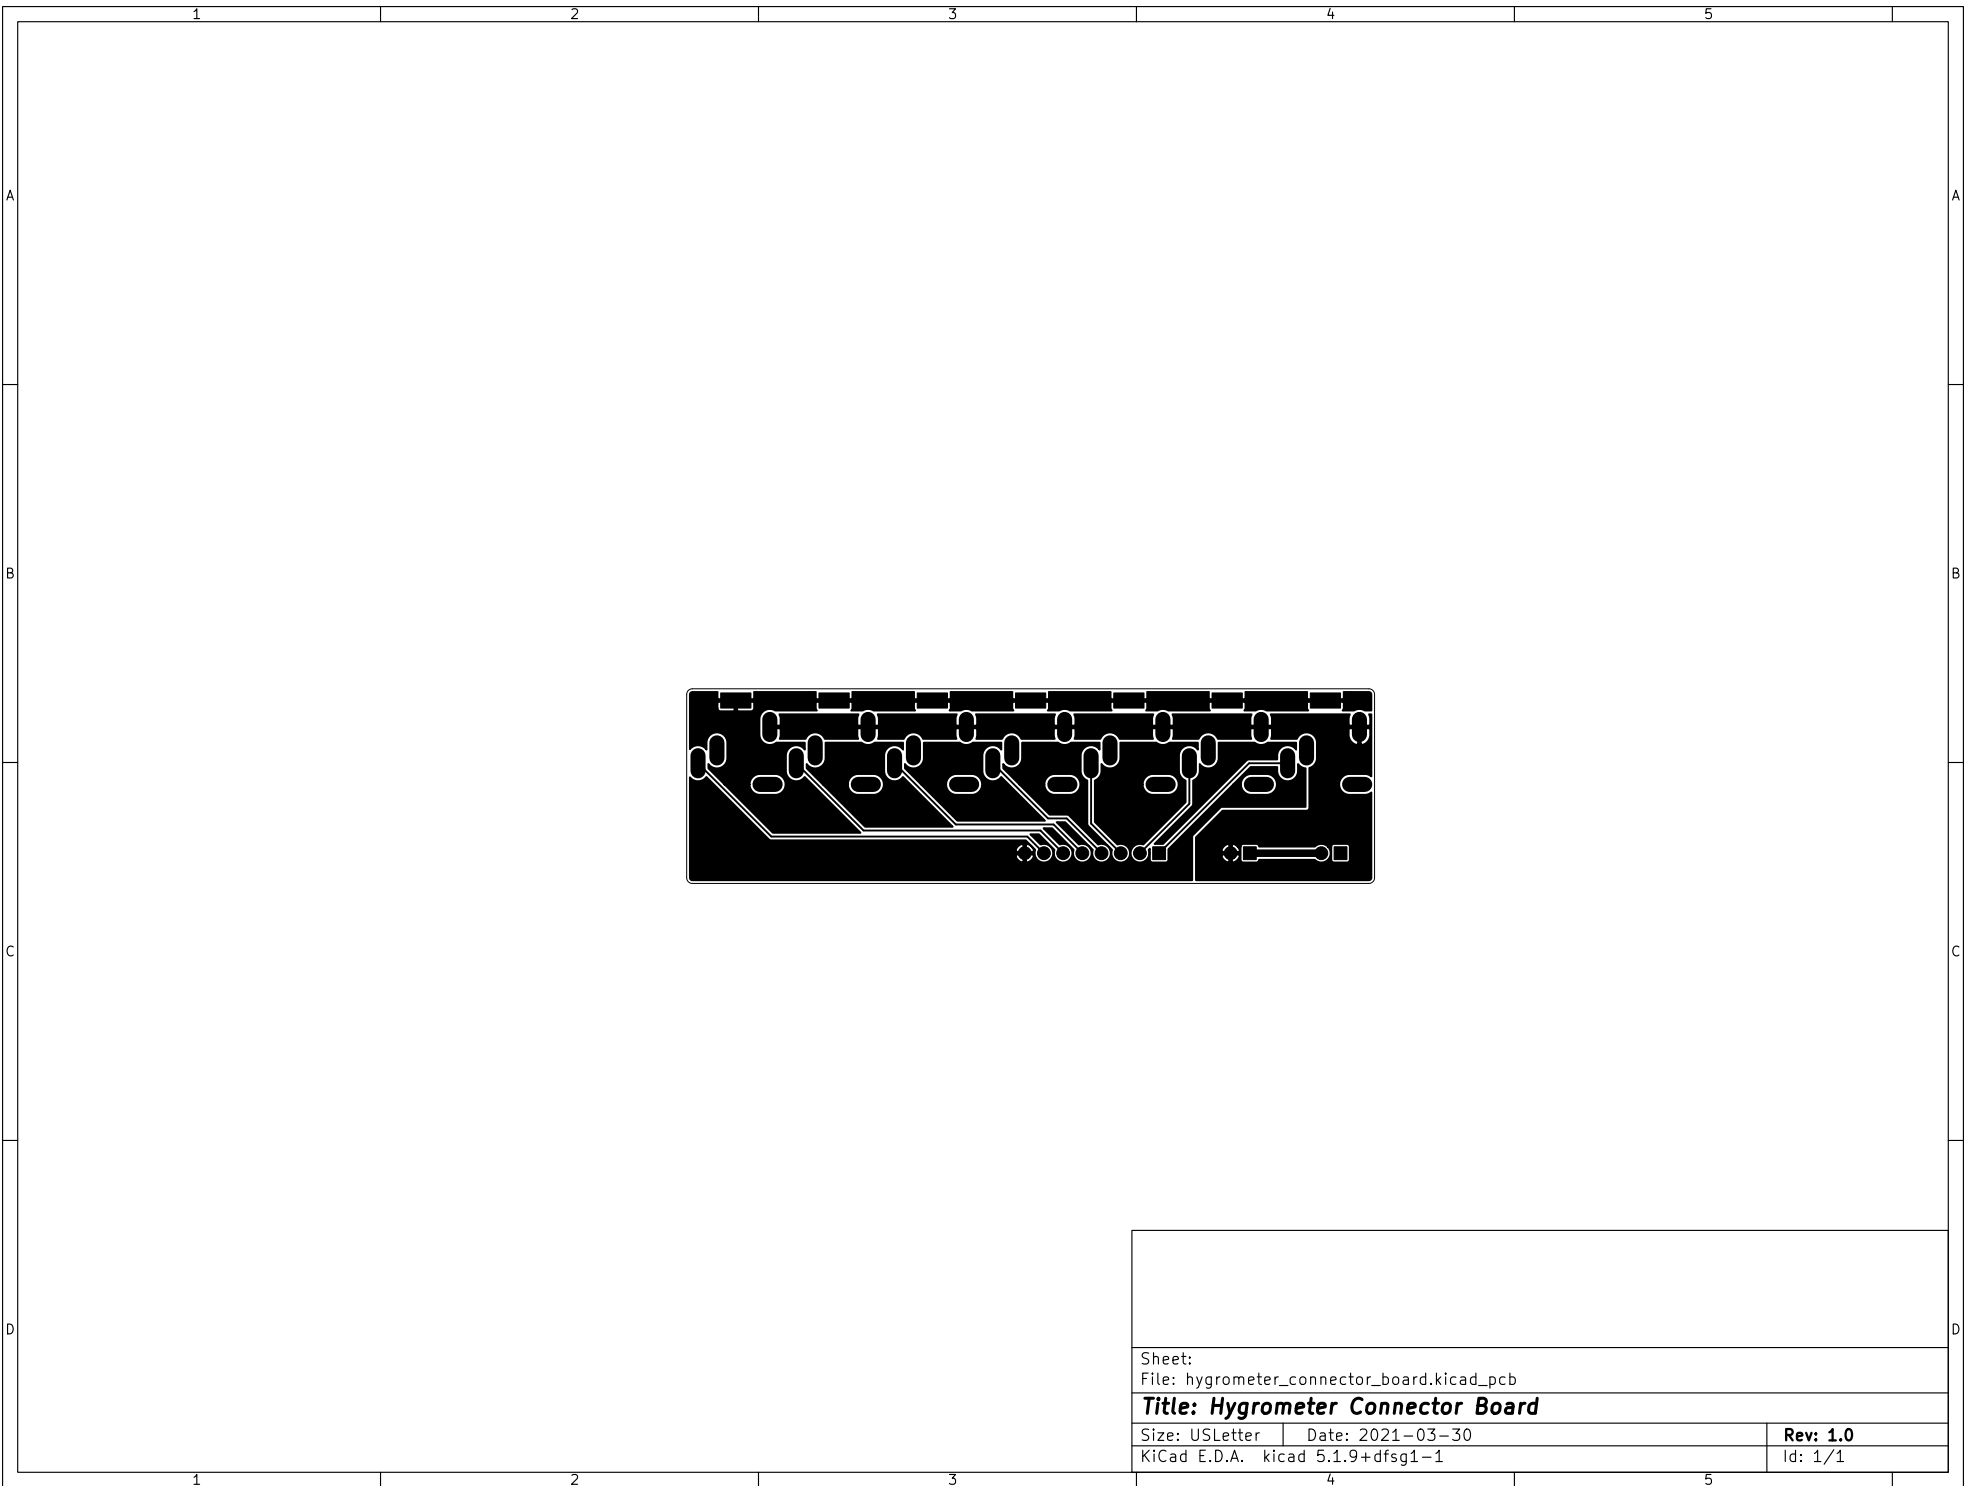 1 2 3 4 5
A A
B B
C C
D D
Sheet:
File: hygrometer_connector_board.kicad_pcb
Title: Hygrometer Connector Board
Size: USLetter Date: 2021-03-30 Rev: 1.0
KiCad E.D.A. kicad 5.1.9+dfsg1-1 Id: 1/1
1 2 3 4 5